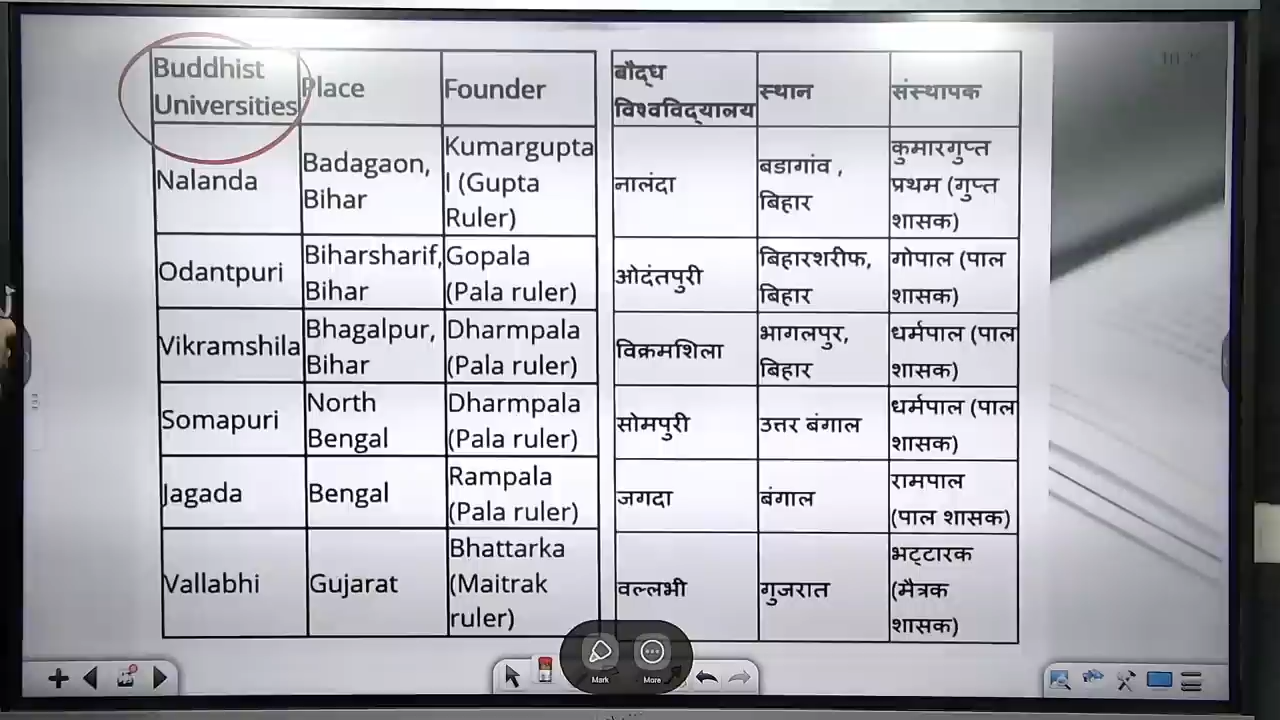 Buddhist
Universities
Place
Founder
Nalanda
Badagaon,
Bihar
Kumargupta
I (Gupta
Ruler)
Odantpuri
Biharsharif,
Bihar
Gopala
(Pala ruler)
Vikramshila
Bhagalpur,
Bihar
Dharmpala
(Pala ruler)
Somapuri
North
Bengal
Dharmpala
(Pala ruler)
Jagada
Bengal
Rampala
(Pala ruler)
Vallabhi
Gujarat
Bhattarka
(Maitrak
ruler)
बौद्ध
विश्वविद्यालय
स्थान
संस्थापक
नालंदा
बडागांव ,
बिहार
कुमारगुप्त
प्रथम (गुप्त
शासक)
ओदंतपुरी
बिहारशरीफ,
बिहार
गोपाल (पाल
शासक)
विक्रमशिला
भागलपुर,
बिहार
धर्मपाल (पाल
शासक)
सोमपुरी
उत्तर बंगाल
धर्मपाल (पाल
शासक)
जगदा
बंगाल
रामपाल
(पाल शासक)
वल्लभी
गुजरात
भट्टारक
(मैत्रक
शासक)
Mark
More